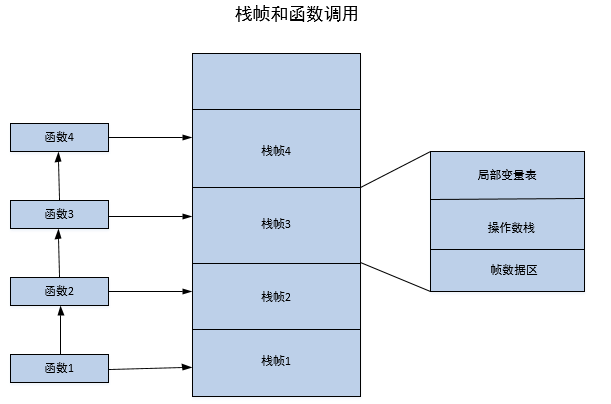 栈帧和函数调用
函数4
函数3
函数2
函数1
栈帧4
栈帧3
栈帧2
栈帧1
局部变量表
操作数栈
帧数据区